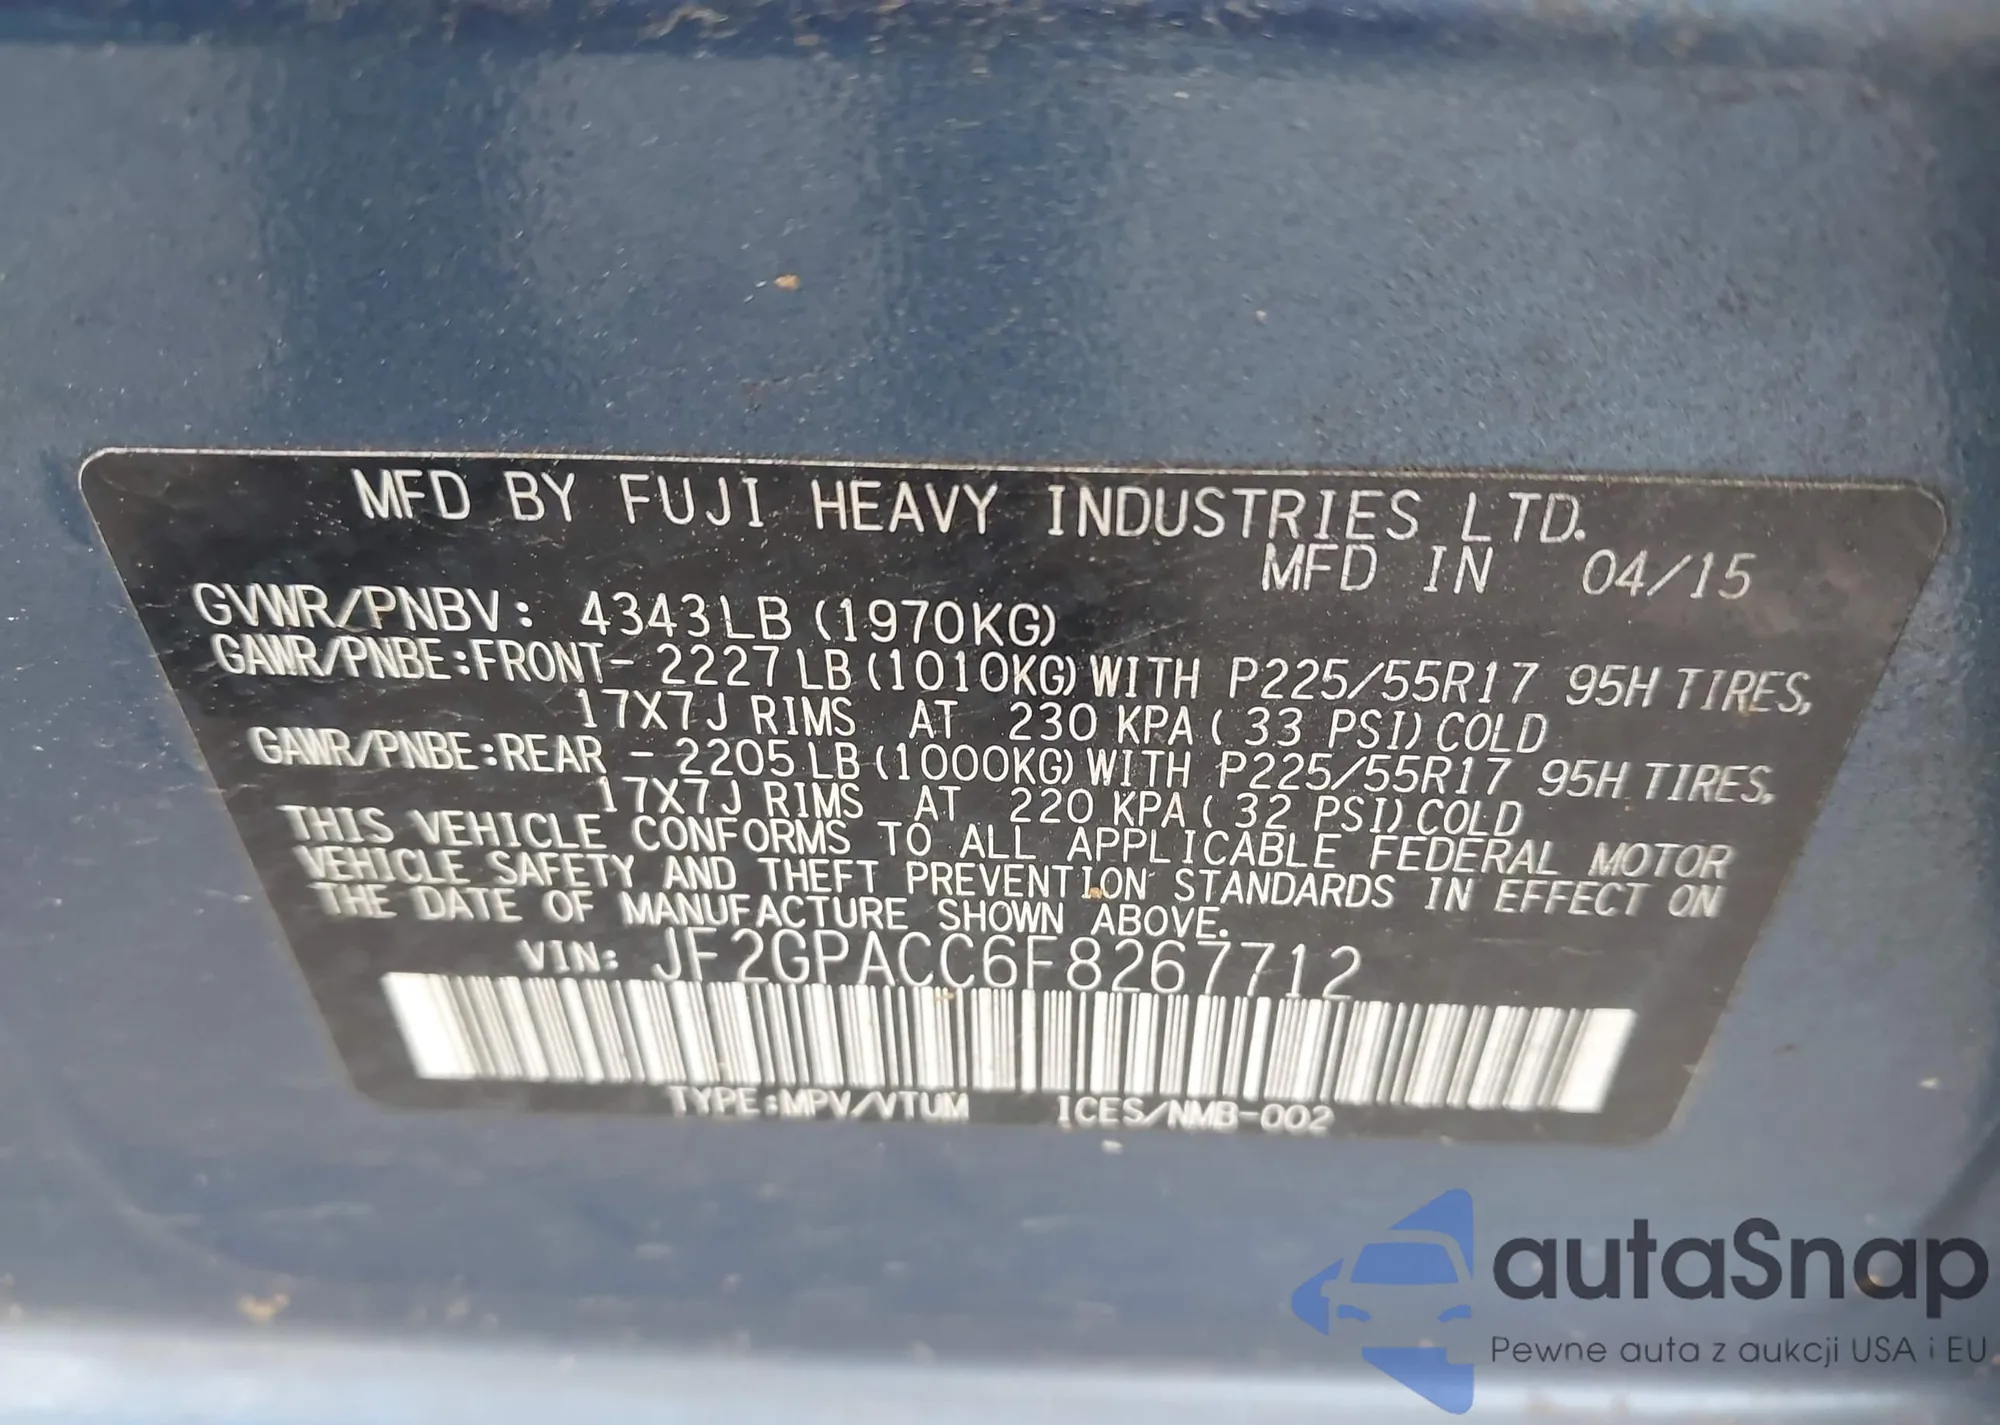 MFD BY FUJI HEAVY INDUSTRIES LTD.
MFD IN 04/15
GVWR/PNBV: 4343LB (1970KG)
GAWR/PNBE:FRONT- 2227LB (1010KG) WITH P225/55R17 95H TIRES,
17X7J RIMS AT 230 KPA ( 33 PSI) COLD
GAWR/PNBE:REAR - 2205LB (1000KG) WITH P225/55R17 95H TIRES,
17X7J RIMS AT 220 KPA ( 32 PSI) COLD
THIS VEHICLE CONFORMS TO ALL APPLICABLE FEDERAL MOTOR
VEHICLE SAFETY AND THEFT PREVENTION STANDARDS IN EFFECT ON
THE DATE OF MANUFACTURE SHOWN ABOVE.
VIN: JF2GPACC6F8267712
TYPE:MPV/VTUM ICES/NMB-002
autaSnap
Pewne auta z aukcji USA i EU